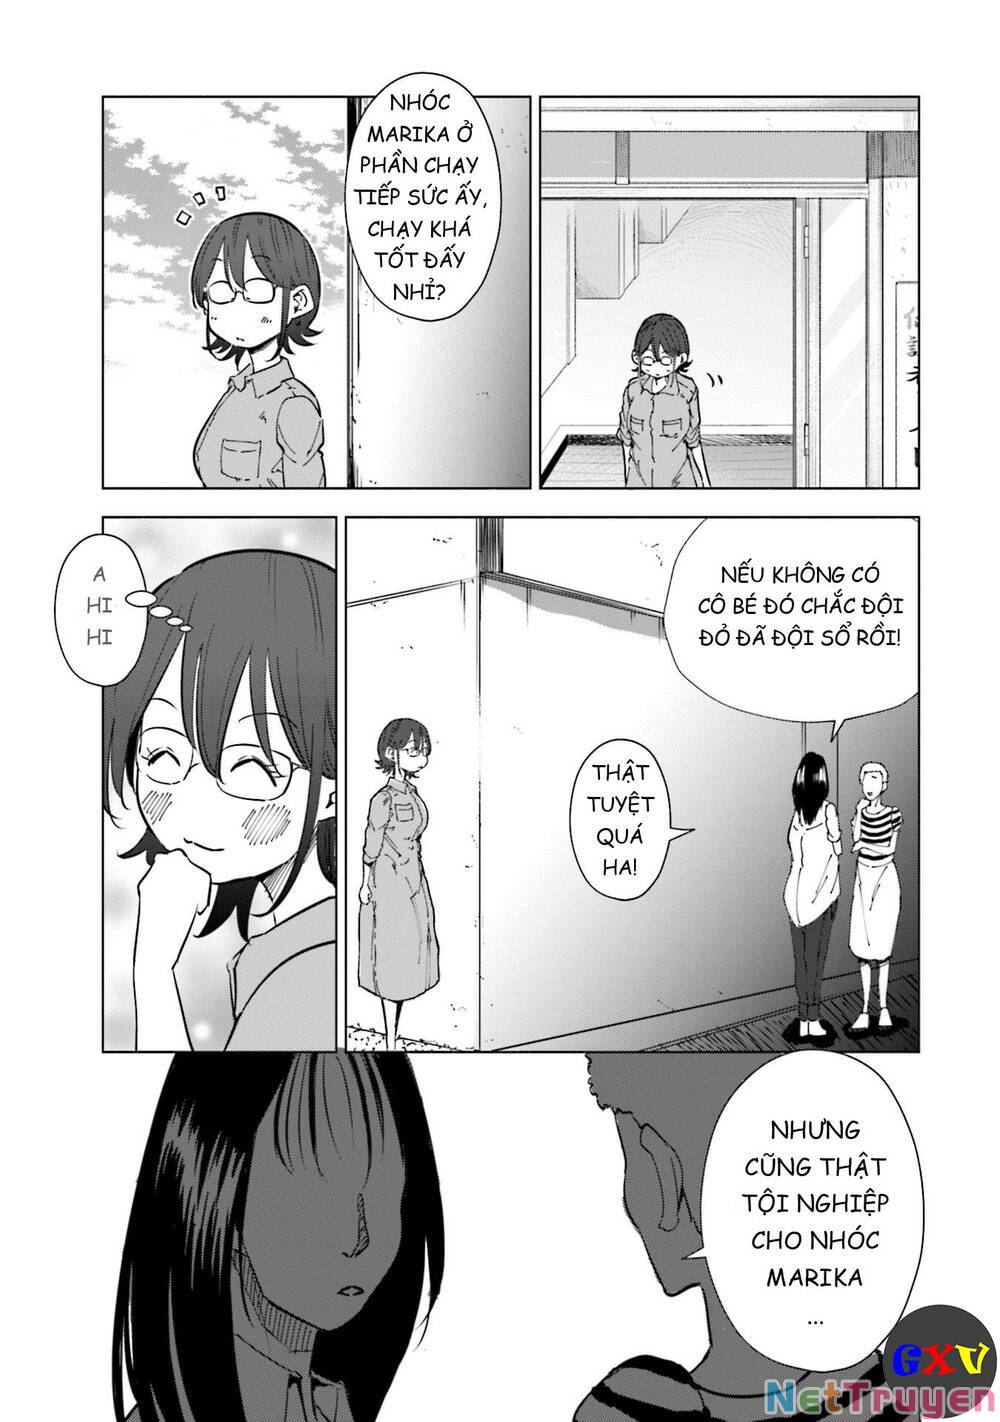 NHÓC
MARIKA Ở
PHẦN CHẠY
TIẾP SỨC ẤY,
CHẠY KHÁ
TỐT ĐẤY
NHỈ?
A
HI
HI
NẾU KHÔNG CÓ
CÔ BÉ ĐÓ CHẮC ĐỘI
ĐỎ ĐÃ ĐỘI SỔ RỒI!
THẬT
TUYỆT
QUÁ
HA!
NHƯNG
CŨNG THẬT
TỘI NGHIỆP
CHO NHÓC
MARIKA
...
GXV
NetTruyen